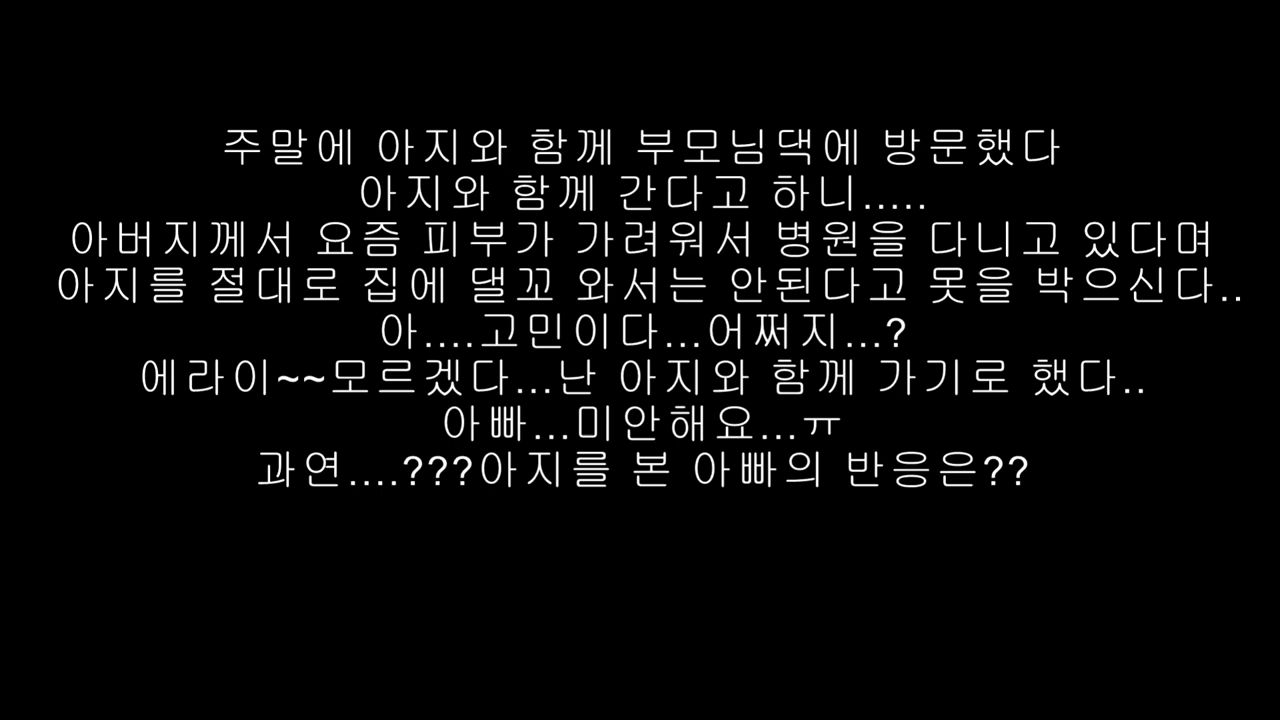 주말에 아지와 함께 부모님댁에 방문했다
아지와 함께 간다고 하니.....
아버지께서 요즘 피부가 가려워서 병원을 다니고 있다며
아지를 절대로 집에 댈꼬 와서는 안된다고 못을 박으신다..
아....고민이다...어쩌지...?
에라이~~모르겠다...난 아지와 함께 가기로 했다..
아빠...미안해요...ㅠ
과연....???아지를 본 아빠의 반응은??